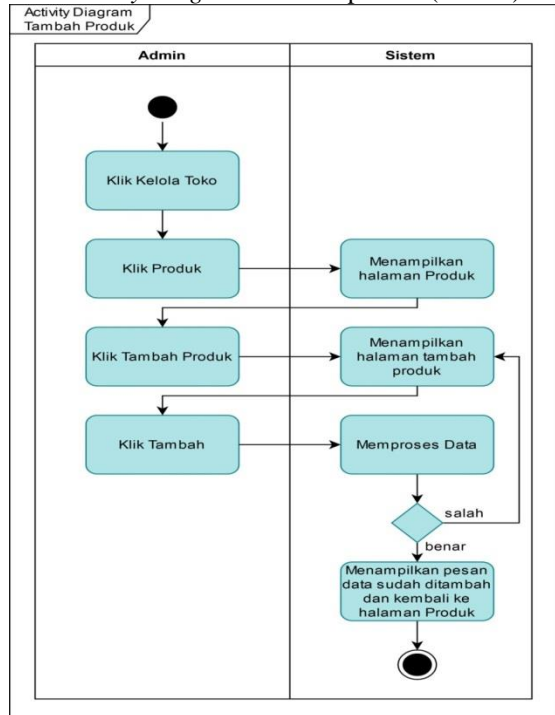 Activity Diagram
Tambah Produk
Admin
Sistem
Klik Kelola Toko
Klik Produk
Menampilkan
halaman Produk
Klik Tambah Produk
Menampilkan
halaman tambah
produk
Klik Tambah
Memproses Data
salah
benar
Menampilkan pesan
data sudah ditambah
dan kembali ke
halaman Produk